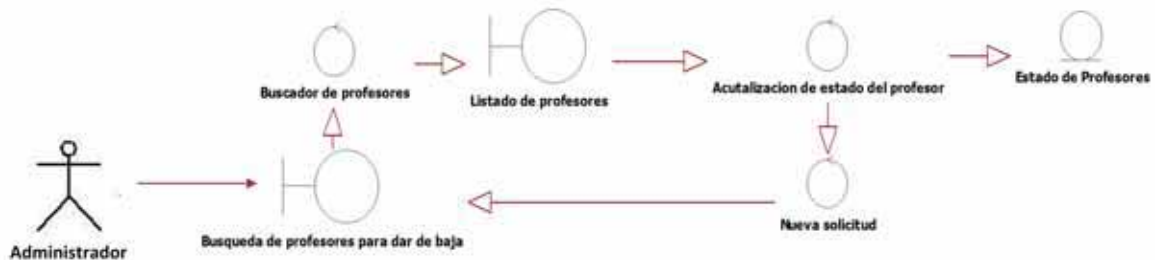 Buscador de profesores
Listado de profesores
Acutalizacion de estado del profesor
Estado de Profesores
Administrador
Busqueda de profesores para dar de baja
Nueva solicitud